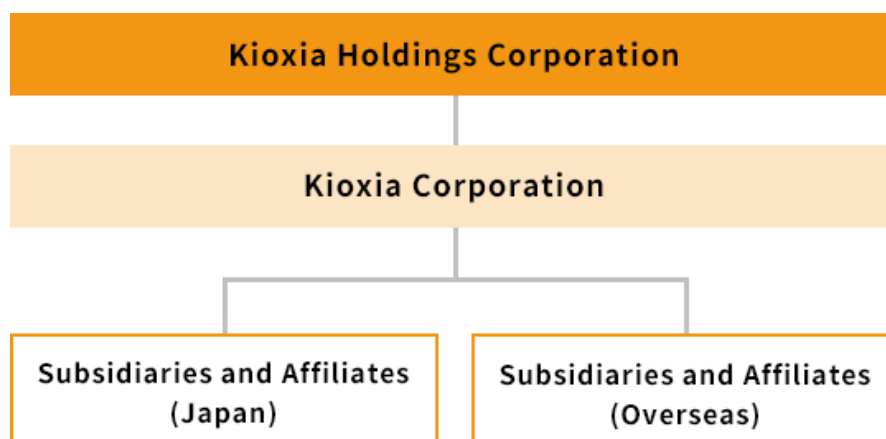 Kioxia Holdings Corporation
Kioxia Corporation
Subsidiaries and Affiliates
(Japan)
Subsidiaries and Affiliates
(Overseas)